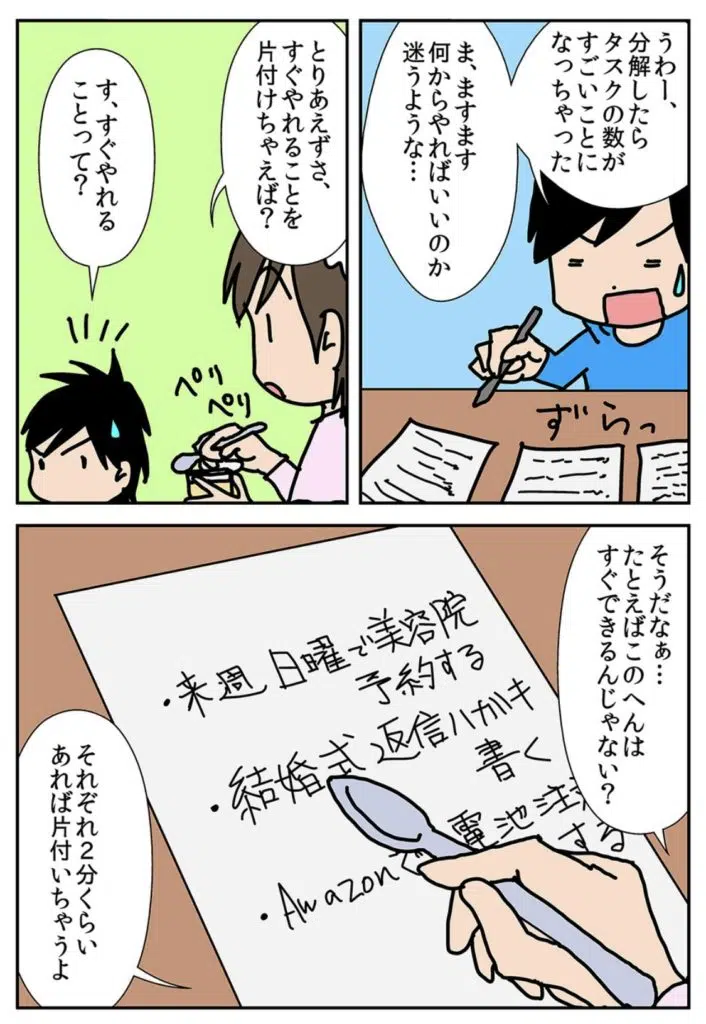 うわー、
分解したら
タスクの数が
すごいことに
なっちゃった
ま、ますます
何からやればいいのか
迷うような…
ずらっ
とりあえずさ、
すぐやれることを
片付けちゃえば?
ペリ
ペリ
す、すぐやれる
ことって?
そうだなぁ…
たとえばこのへんは
すぐできるんじゃない?
・来週日曜で美容院
予約する
・結婚式返信ハガキ
書く
・Amazonで電池注
する
それぞれ2分くらい
あれば片付いちゃうよ